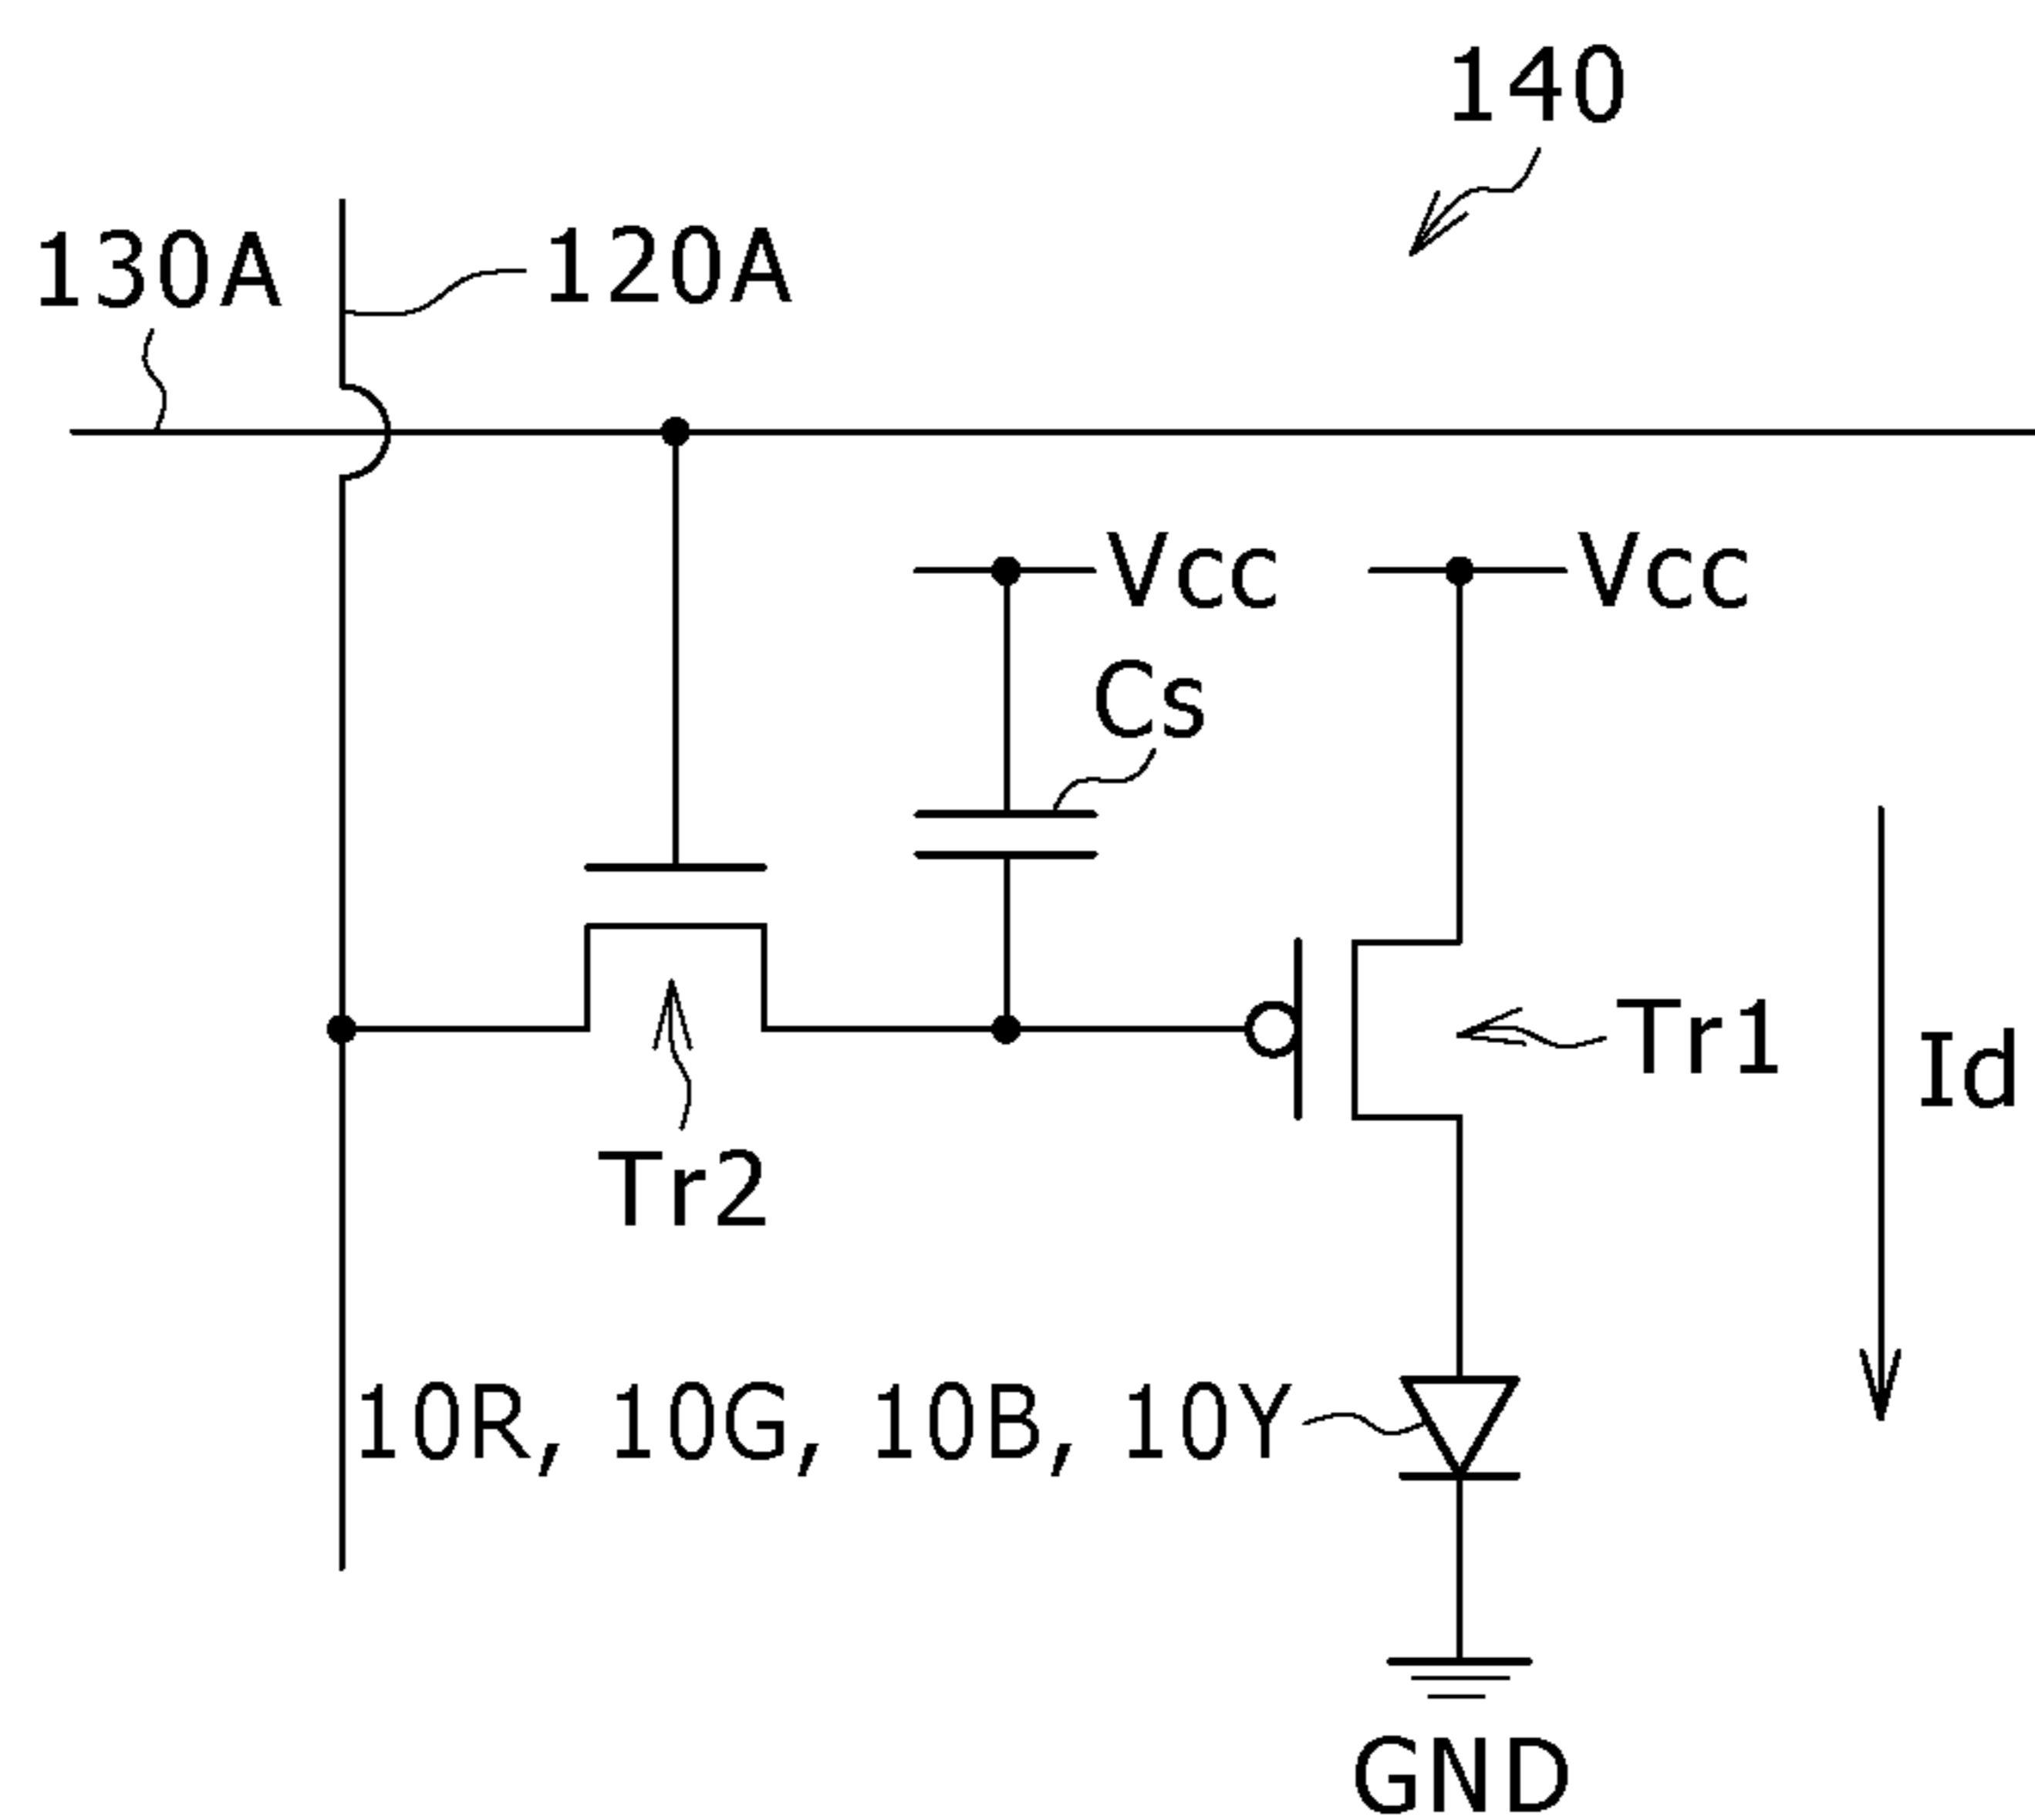 140
130A
120A
Vcc
Vcc
Cs
Tr1
Id
Tr2
10R, 10G, 10B, 10Y
GND